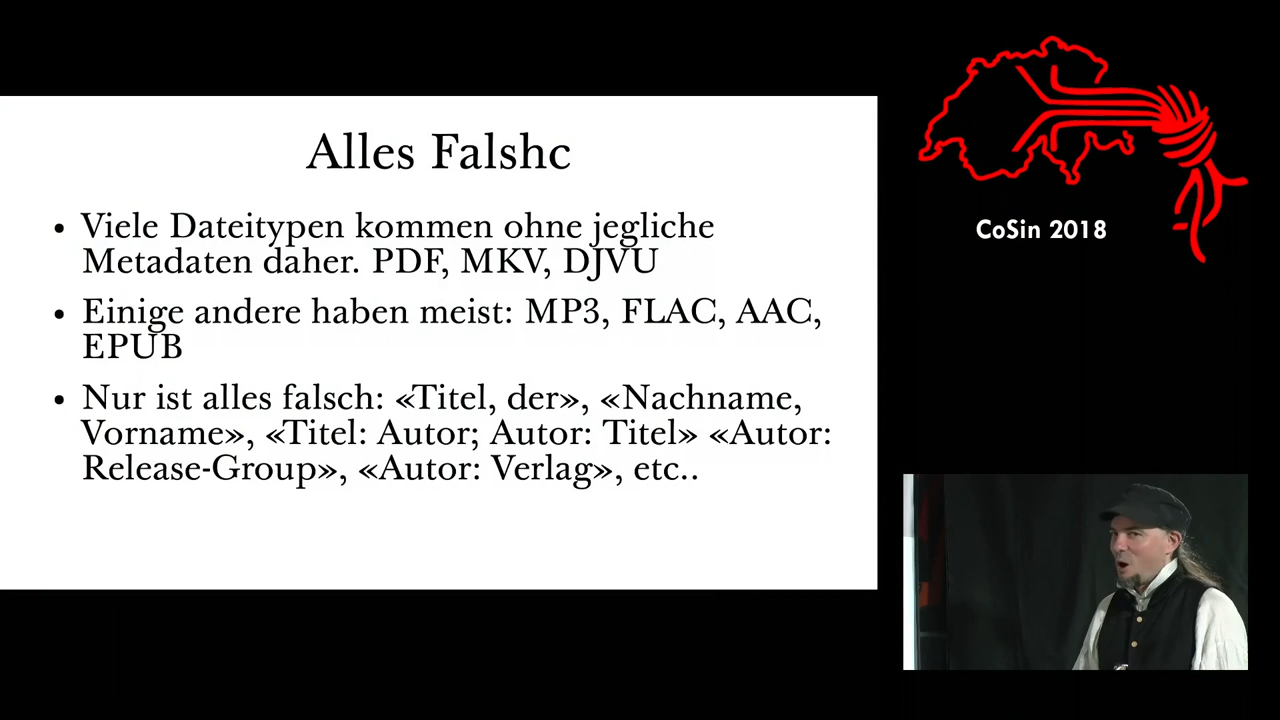 Alles Falshc
• Viele Dateitypen kommen ohne jegliche
Metadaten daher. PDF, MKV, DJVU
• Einige andere haben meist: MP3, FLAC, AAC,
EPUB
• Nur ist alles falsch: «Titel, der», «Nachname,
Vorname», «Titel: Autor; Autor: Titel» «Autor:
Release-Group», «Autor: Verlag», etc..
CoSin 2018